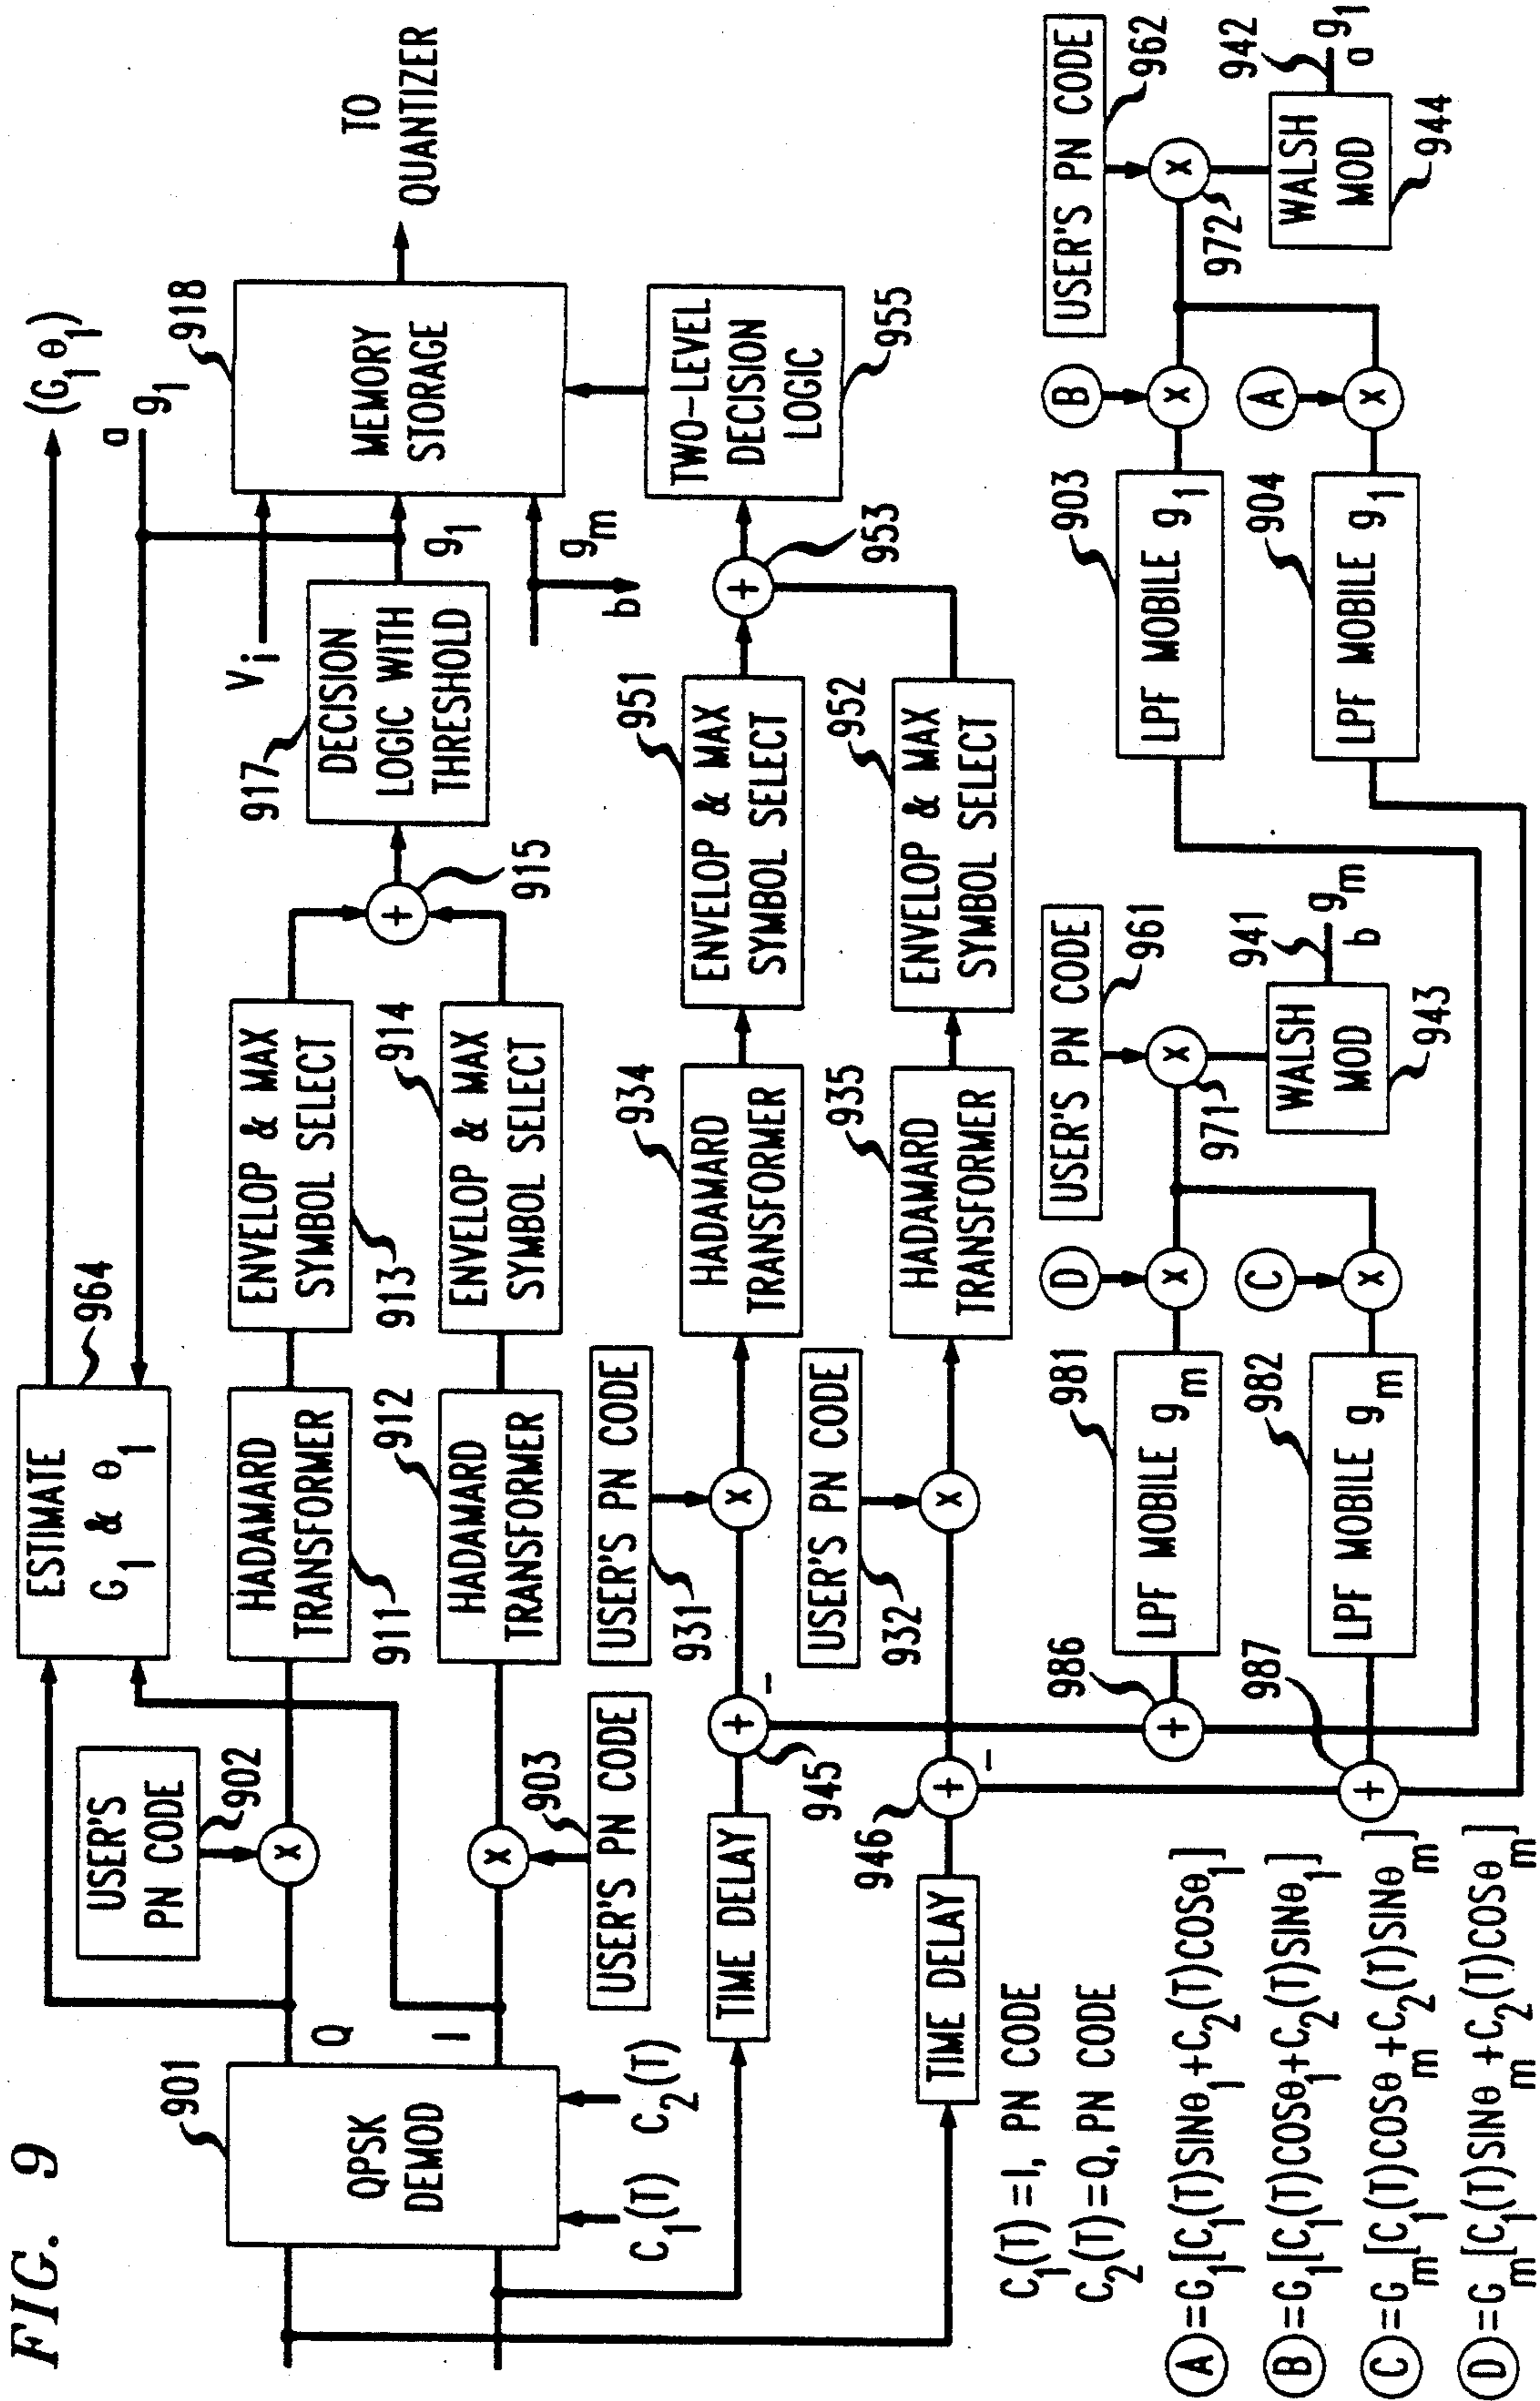 FIG. 9
901
QPSK
DEMOD
C1(T) C2(T)
Q
I
USER'S
PN CODE
902
903
USER'S PN CODE
ESTIMATE
G1 & θ1
964
(G1θ1)
a g1
HADAMARD
TRANSFORMER
911
HADAMARD
TRANSFORMER
912
ENVELOP & MAX
SYMBOL SELECT
913
ENVELOP & MAX
SYMBOL SELECT
914
915
917
DECISION
LOGIC WITH
THRESHOLD
Vi
g1
gm
b
918
MEMORY
STORAGE
TO
QUANTIZER
TIME DELAY
945
−
USER'S PN CODE
931
HADAMARD
TRANSFORMER
934
ENVELOP & MAX
SYMBOL SELECT
951
953
TWO-LEVEL
DECISION
LOGIC
955
TIME DELAY
946
−
USER'S PN CODE
932
HADAMARD
TRANSFORMER
935
ENVELOP & MAX
SYMBOL SELECT
952
986
987
LPF MOBILE gm
981
LPF MOBILE gm
982
D
X
C
X
USER'S PN CODE
961
X
971
WALSH
MOD
943
941
b gm
LPF MOBILE g1
903
LPF MOBILE g1
904
B
X
A
X
USER'S PN CODE
962
X
972
WALSH
MOD
944
942
a g1
C1(T)=I, PN CODE
C2(T)=Q, PN CODE
A=G1[C1(T)SINθ1+C2(T)COSθ1]
B=G1[C1(T)COSθ1+C2(T)SINθ1]
C=Gm[C1(T)COSθm+C2(T)SINθm]
D=Gm[C1(T)SINθm+C2(T)COSθm]